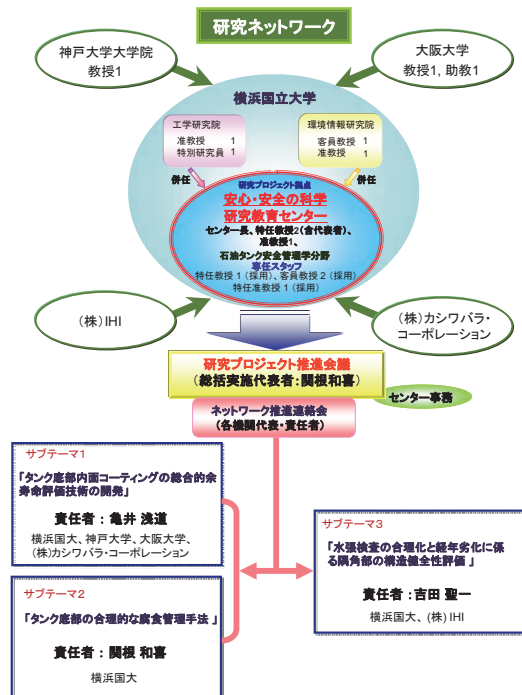 研究ネットワーク
神戸大学大学院
教授1
大阪大学
教授1, 助教1
横浜国立大学
工学研究院
准教授 1
特別研究員 1
環境情報研究院
客員教授 1
准教授 1
併任
併任
研究プロジェクト拠点
安心・安全の科学
研究教育センター
センター長、特任教授2(含代表者)、
准教授1、
石油タンク安全管理学分野
専任スタッフ
特任教授1(採用)、客員教授2(採用)
特任准教授1(採用)
(株)IHI
(株)カシワバラ・
コーポレーション
研究プロジェクト推進会議
(総括実施代表者:関根和喜)
センター事務
ネットワーク推進連絡会
(各機関代表・責任者)
サブテーマ1
「タンク底部内面コーティングの総合的余
寿命評価技術の開発」
責任者:亀井 浅道
横浜国大、神戸大学、大阪大学、
(株)カシワバラ・コーポレーション
サブテーマ2
「タンク底部の合理的な腐食管理手法 」
責任者 : 関根 和喜
横浜国大
サブテーマ3
「水張検査の合理化と経年劣化に係
る隅角部の構造健全性評価 」
責任者 : 吉田 聖一
横浜国大、(株) IHI